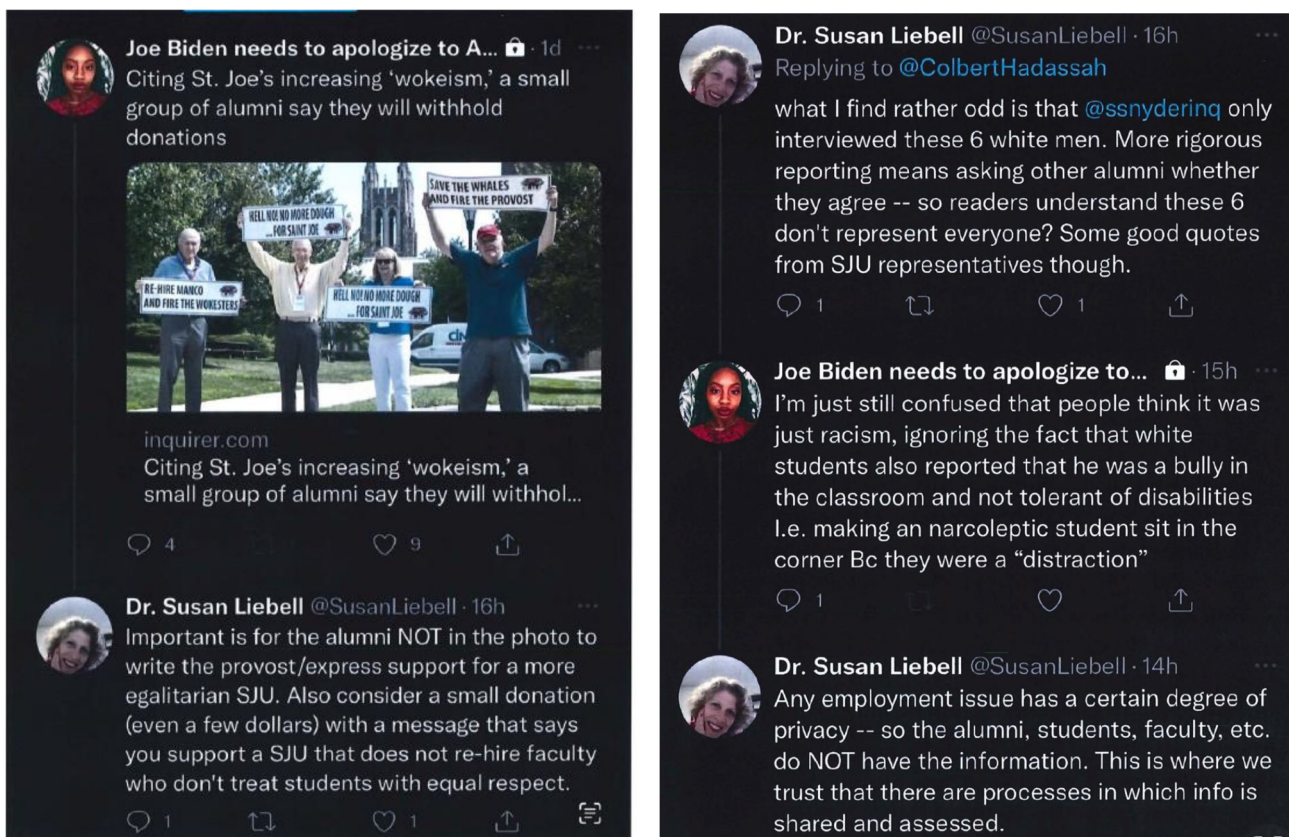 Joe Biden needs to apologize to A... · 1d ...
Citing St. Joe's increasing 'wokeism,' a small
group of alumni say they will withhold
donations
SAVE THE WHALES
AND FIRE THE PROVOST
HELL NO! NO MORE DOUGH
...FOR SAINT JOE
RE-HIRE MANCO
AND FIRE THE WOKESTERS
HELL NO! NO MORE DOUGH
...FOR SAINT JOE
inquirer.com
Citing St. Joe's increasing 'wokeism,' a
small group of alumni say they will withhol...
4 9
Dr. Susan Liebell @SusanLiebell · 16h ...
Important is for the alumni NOT in the photo to
write the provost/express support for a more
egalitarian SJU. Also consider a small donation
(even a few dollars) with a message that says
you support a SJU that does not re-hire faculty
who don't treat students with equal respect.
1 1
Dr. Susan Liebell @SusanLiebell · 16h ...
Replying to @ColbertHadassah
what I find rather odd is that @ssnyderinq only
interviewed these 6 white men. More rigorous
reporting means asking other alumni whether
they agree -- so readers understand these 6
don't represent everyone? Some good quotes
from SJU representatives though.
1 1
Joe Biden needs to apologize to... · 15h ...
I'm just still confused that people think it was
just racism, ignoring the fact that white
students also reported that he was a bully in
the classroom and not tolerant of disabilities
I.e. making an narcoleptic student sit in the
corner Bc they were a “distraction”
1
Dr. Susan Liebell @SusanLiebell · 14h ...
Any employment issue has a certain degree of
privacy -- so the alumni, students, faculty, etc.
do NOT have the information. This is where we
trust that there are processes in which info is
shared and assessed.